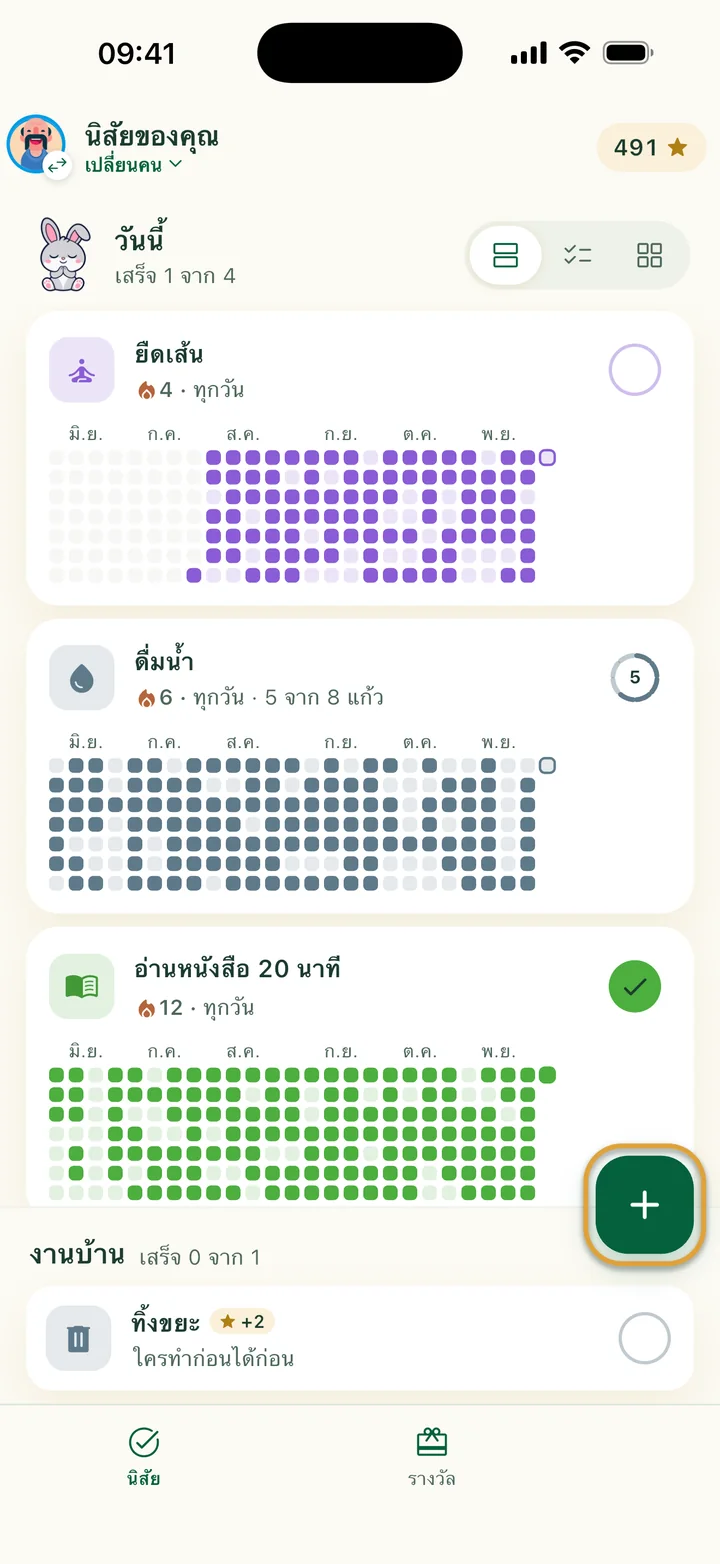 09:41
นิสัยของคุณ
เปลี่ยนคน
491
วันนี้
เสร็จ 1 จาก 4
ยืดเส้น
4 · ทุกวัน
มิ.ย. ก.ค. ส.ค. ก.ย. ต.ค. พ.ย.
ดื่มน้ำ
6 · ทุกวัน · 5 จาก 8 แก้ว
5
มิ.ย. ก.ค. ส.ค. ก.ย. ต.ค. พ.ย.
อ่านหนังสือ 20 นาที
12 · ทุกวัน
มิ.ย. ก.ค. ส.ค. ก.ย. ต.ค. พ.ย.
งานบ้าน เสร็จ 0 จาก 1
ทิ้งขยะ +2
ใครทำก่อนได้ก่อน
นิสัย รางวัล